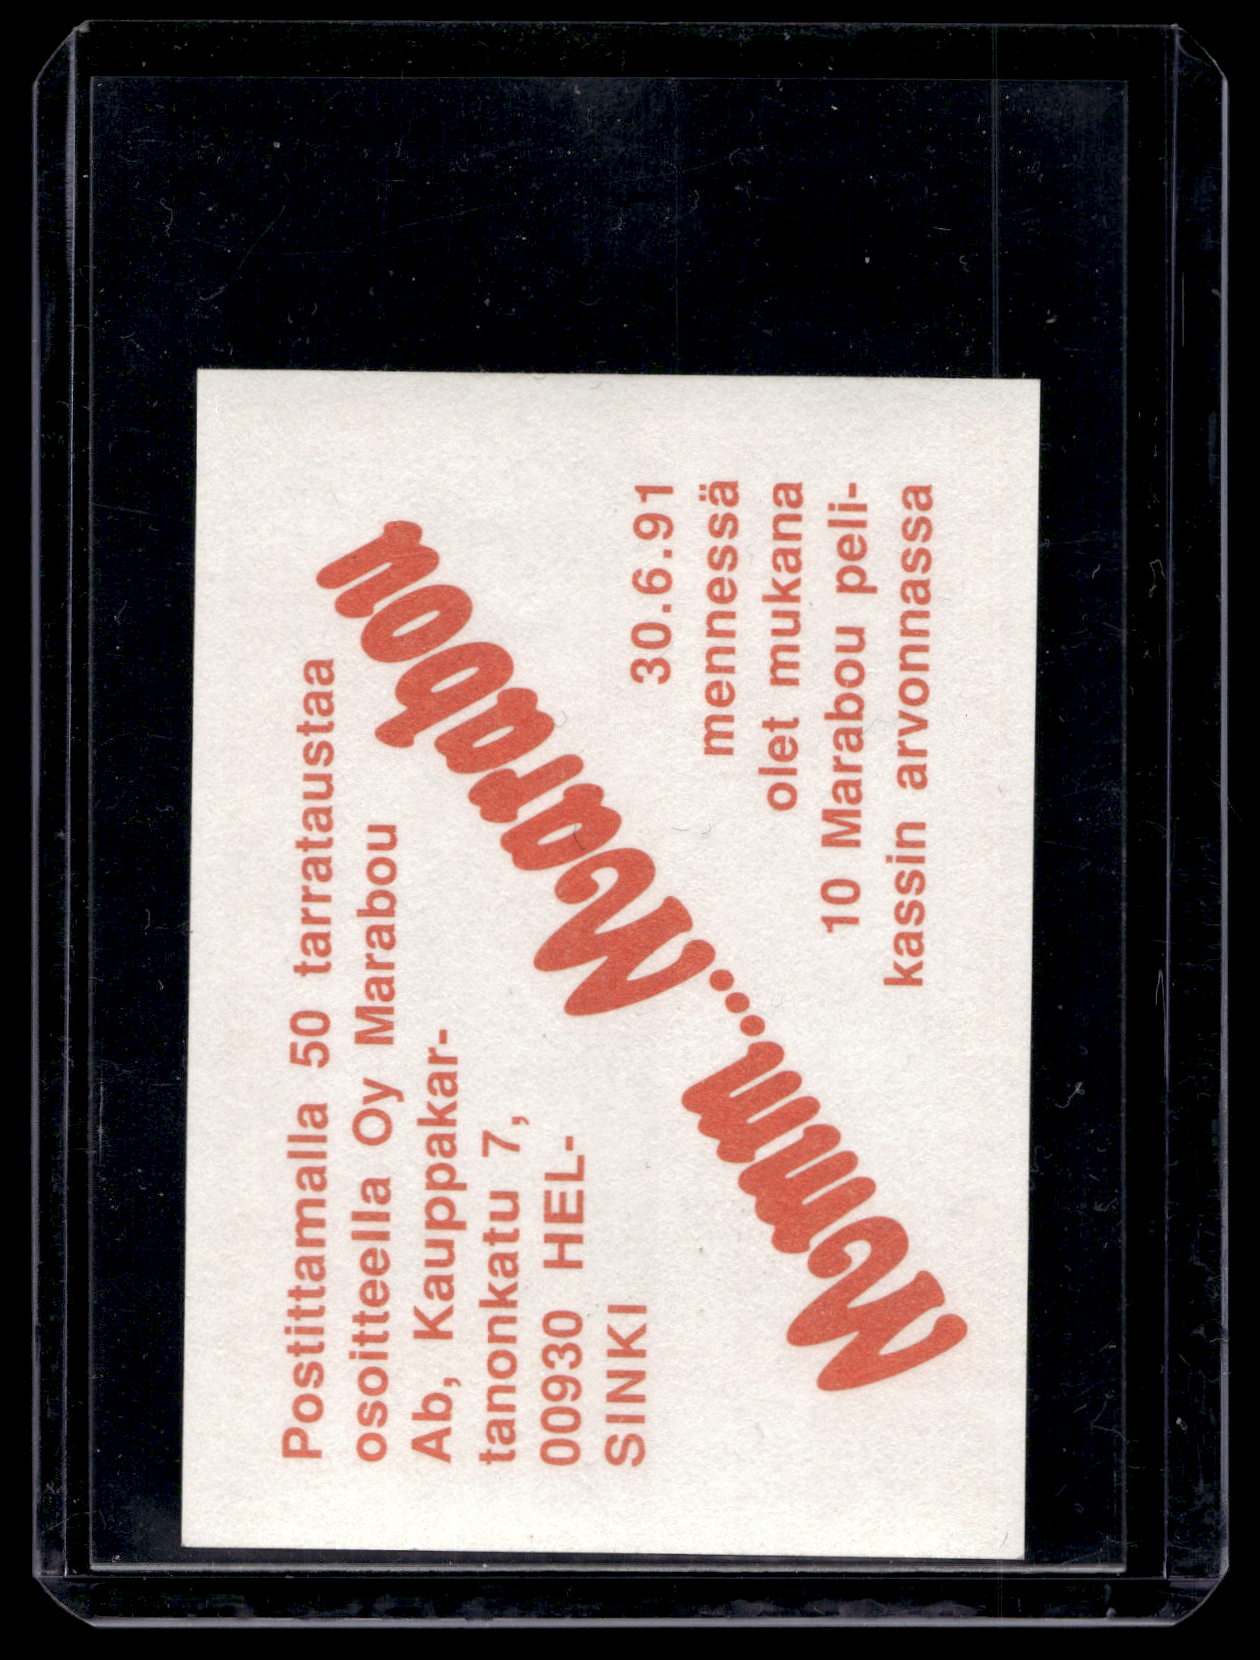 Postittamalla 50 tarrataustaa
osoitteella Oy Marabou
Ab, Kauppakar-
tanonkatu 7,
00930 HEL-
SINKI
Mmmm...Marabou
30.6.91
mennessä
olet mukana
10 Marabou peli-
kassin arvonnassa